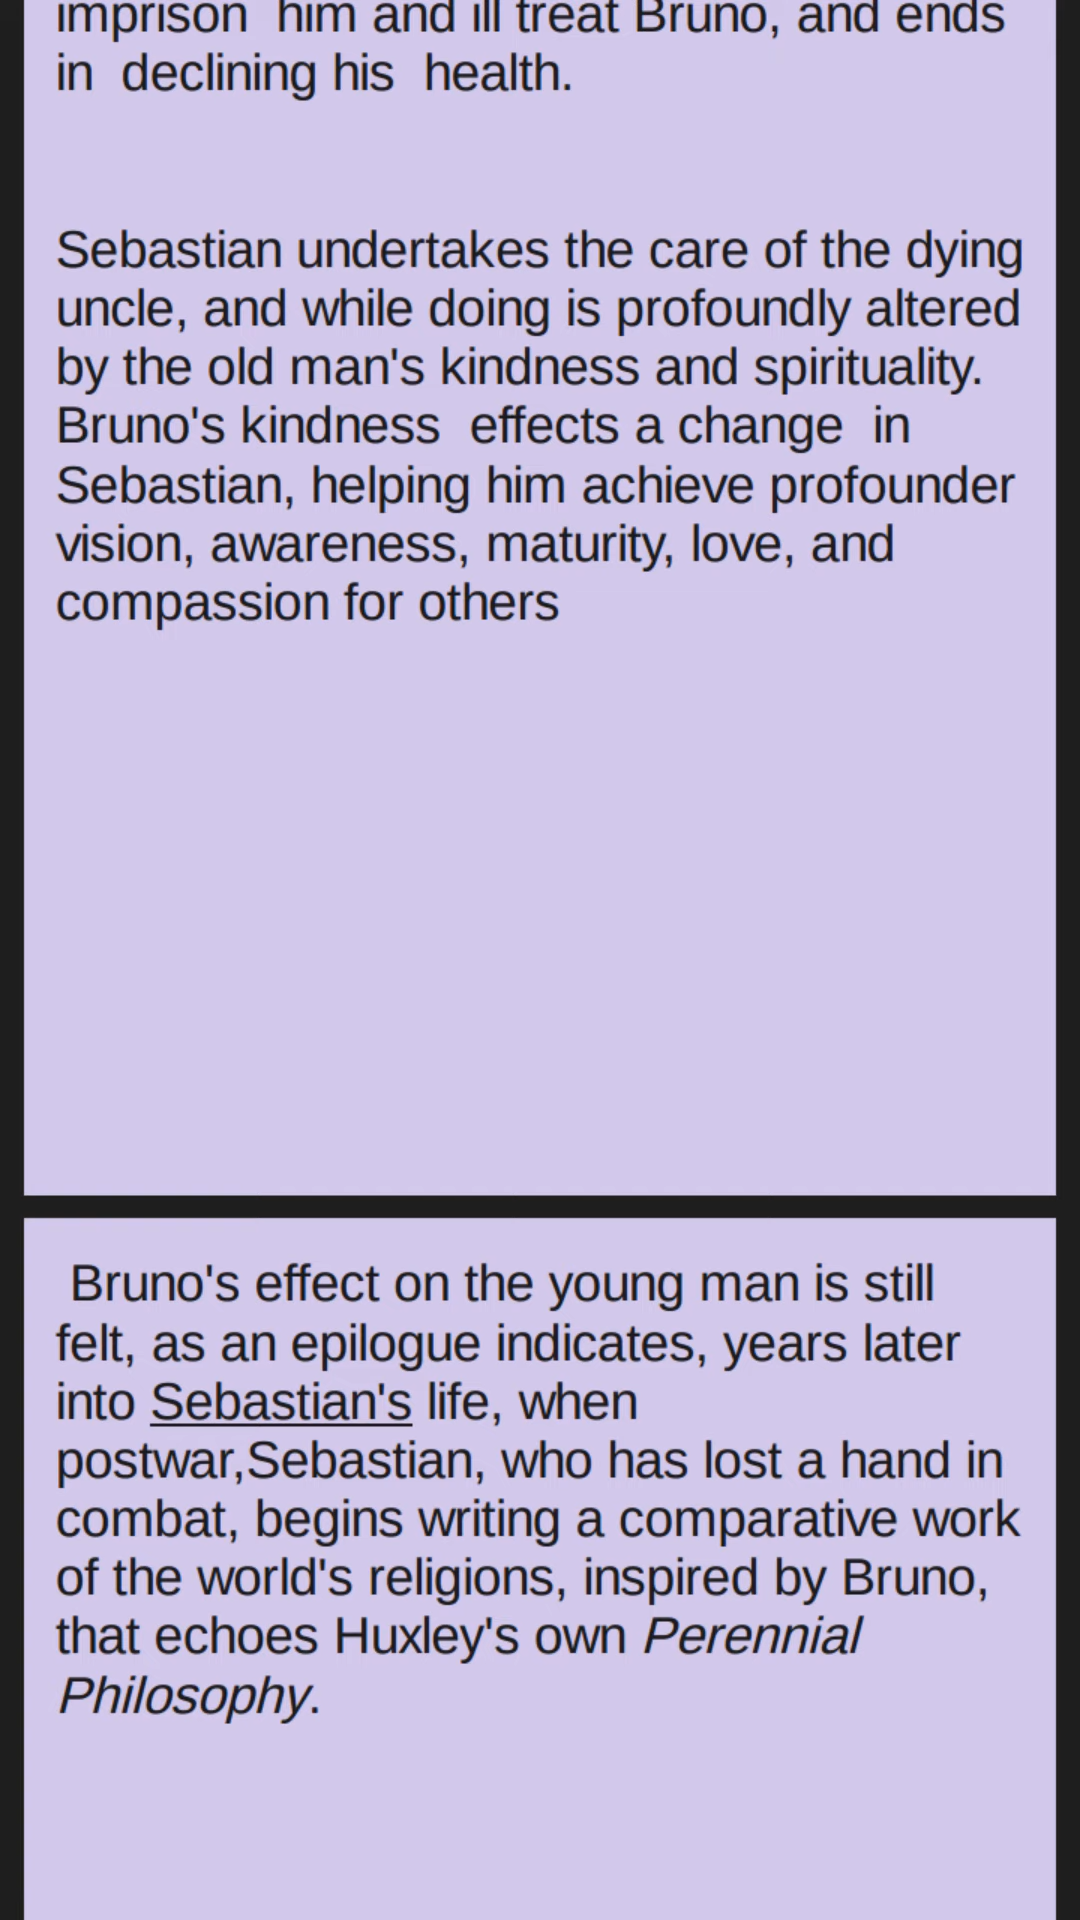 imprison  him and ill treat Bruno, and ends
in  declining his  health.
Sebastian undertakes the care of the dying
uncle, and while doing is profoundly altered
by the old man's kindness and spirituality.
Bruno's kindness  effects a change  in
Sebastian, helping him achieve profounder
vision, awareness, maturity, love, and
compassion for others
Bruno's effect on the young man is still
felt, as an epilogue indicates, years later
into Sebastian's life, when
postwar,Sebastian, who has lost a hand in
combat, begins writing a comparative work
of the world's religions, inspired by Bruno,
that echoes Huxley's own Perennial
Philosophy.